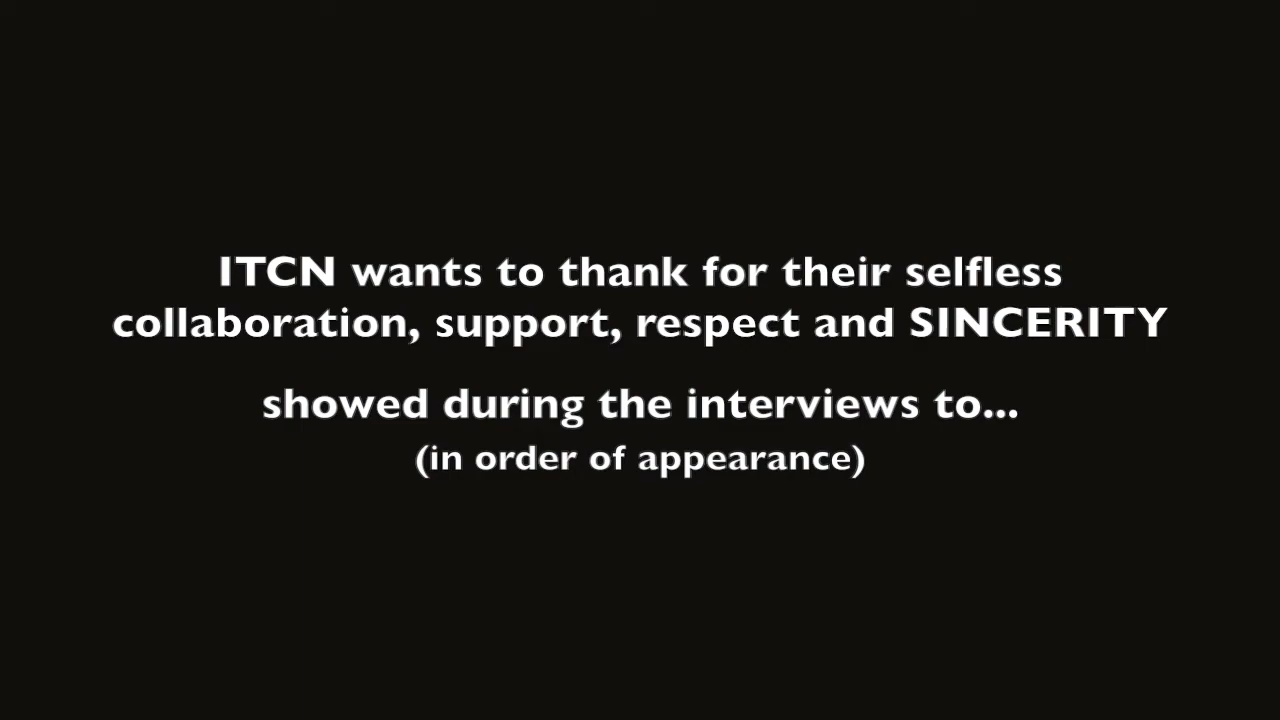 ITCN wants to thank for their selfless
collaboration, support, respect and SINCERITY
showed during the interviews to...
(in order of appearance)